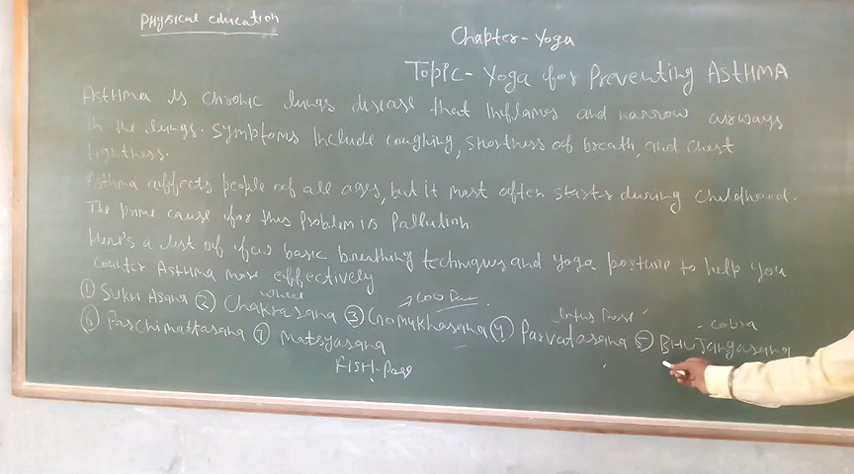 Physical education
Chapter - Yoga
Topic - Yoga for Preventing ASTHMA
ASTHMA is chronic lungs disease that Inflames and narrow airways
in the lungs. Symptoms Include coughing, shortness of breath, and chest
tightness.
Asthma affects people of all ages, but it most often starts during childhood.
The prime cause for this Problem is Pallution.
Here's a list of few basic breathing techniques and yoga posture to help you
counter Asthma more effectively
wheel → Cow Face lotus Pose cobra
① SUKH Asana ② Chakrasana ③ Gomukhasana ④ Parvatasana ⑤ BHUJangasana
⑥ Paschimottasana ⑦ Matsyasana
FISH-Pose